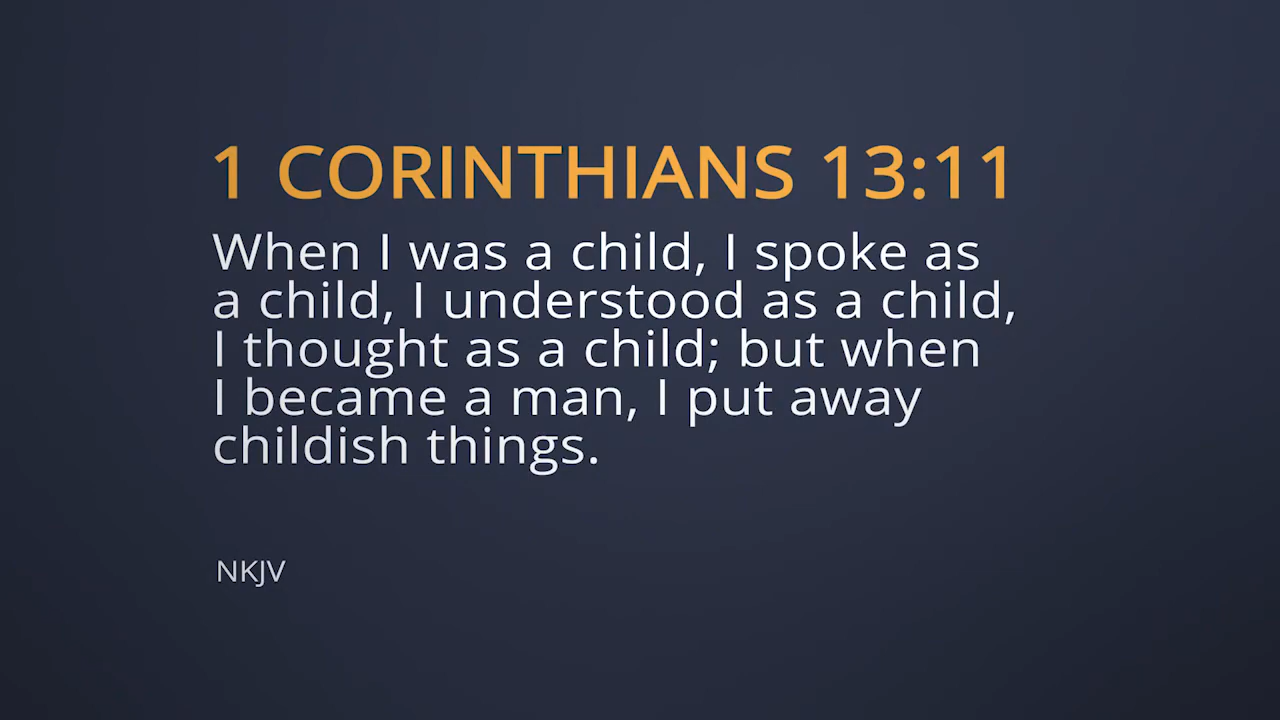 1 CORINTHIANS 13:11
When I was a child, I spoke as
a child, I understood as a child,
I thought as a child; but when
I became a man, I put away
childish things.
NKJV